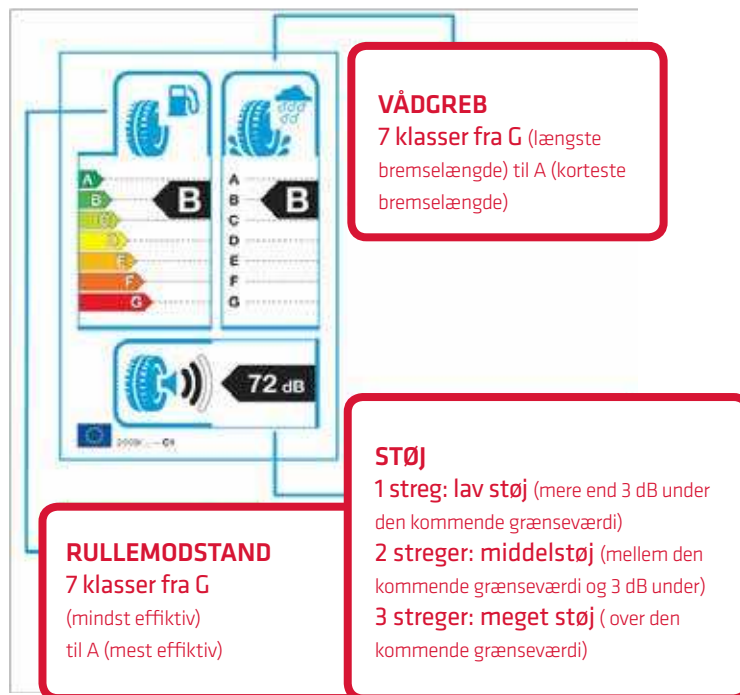 VÅDGREB
7 klasser fra G (længste
bremselængde) til A (korteste
bremselængde)
A
B
C
D
E
F
G
B
A
B
C
D
E
F
G
B
72 dB
C1
STØJ
1 streg: lav støj (mere end 3 dB under
den kommende grænseværdi)
2 streger: middelstøj (mellem den
kommende grænseværdi og 3 dB under)
3 streger: meget støj ( over den
kommende grænseværdi)
RULLEMODSTAND
7 klasser fra G
(mindst effiktiv)
til A (mest effiktiv)